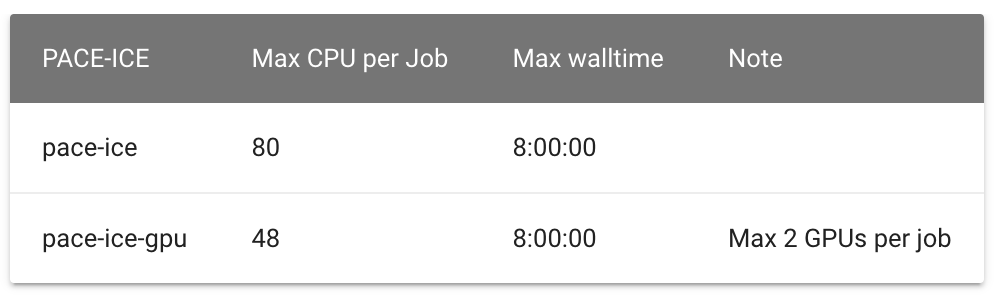 PACE-ICE Max CPU per Job Max walltime Note
pace-ice 80 8:00:00
pace-ice-gpu 48 8:00:00 Max 2 GPUs per job